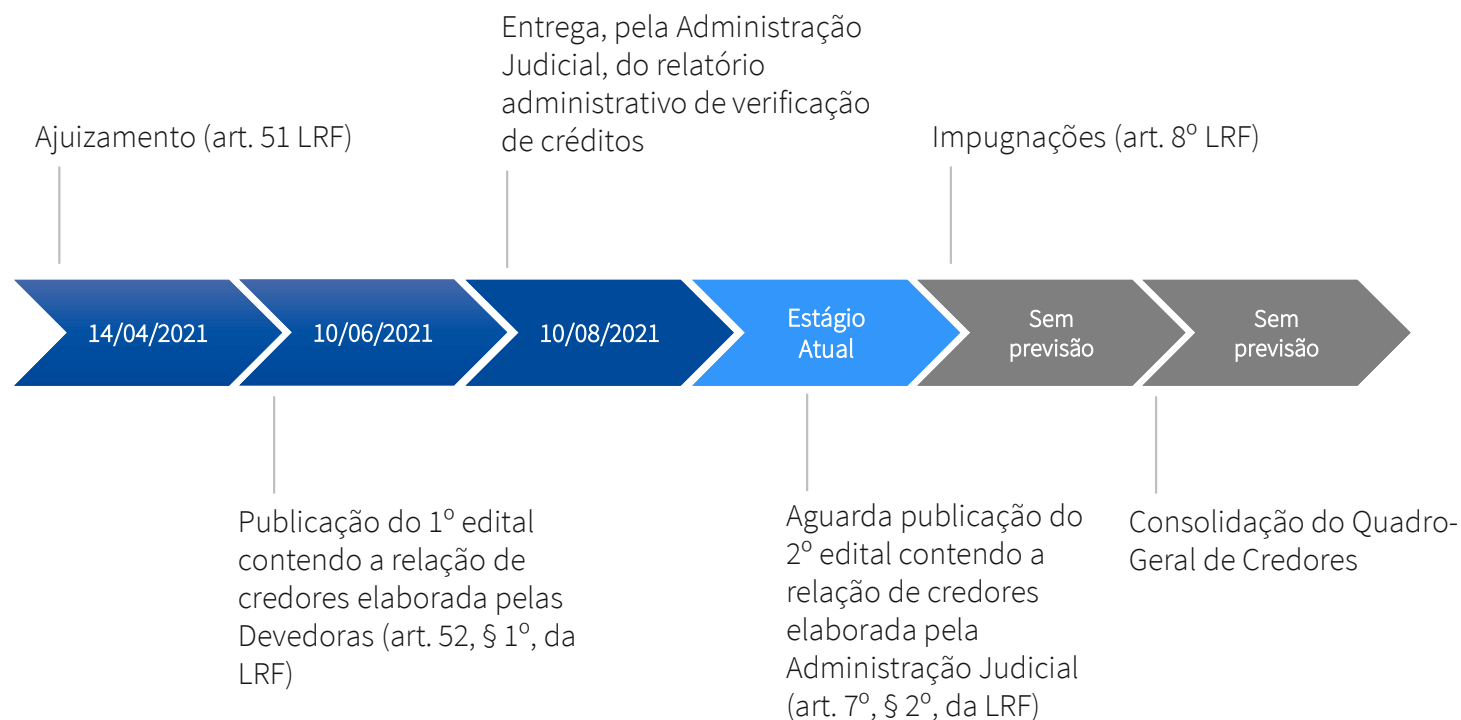 Entrega, pela Administração
Judicial, do relatório
administrativo de verificação
de créditos
Ajuizamento (art. 51 LRF)
Impugnações (art. 8º LRF)
14/04/2021
10/06/2021
10/08/2021
Estágio
Atual
Sem
previsão
Sem
previsão
Publicação do 1º edital
contendo a relação de
credores elaborada pelas
Devedoras (art. 52, § 1º, da
LRF)
Aguarda publicação do
2º edital contendo a
relação de credores
elaborada pela
Administração Judicial
(art. 7º, § 2º, da LRF)
Consolidação do Quadro-
Geral de Credores